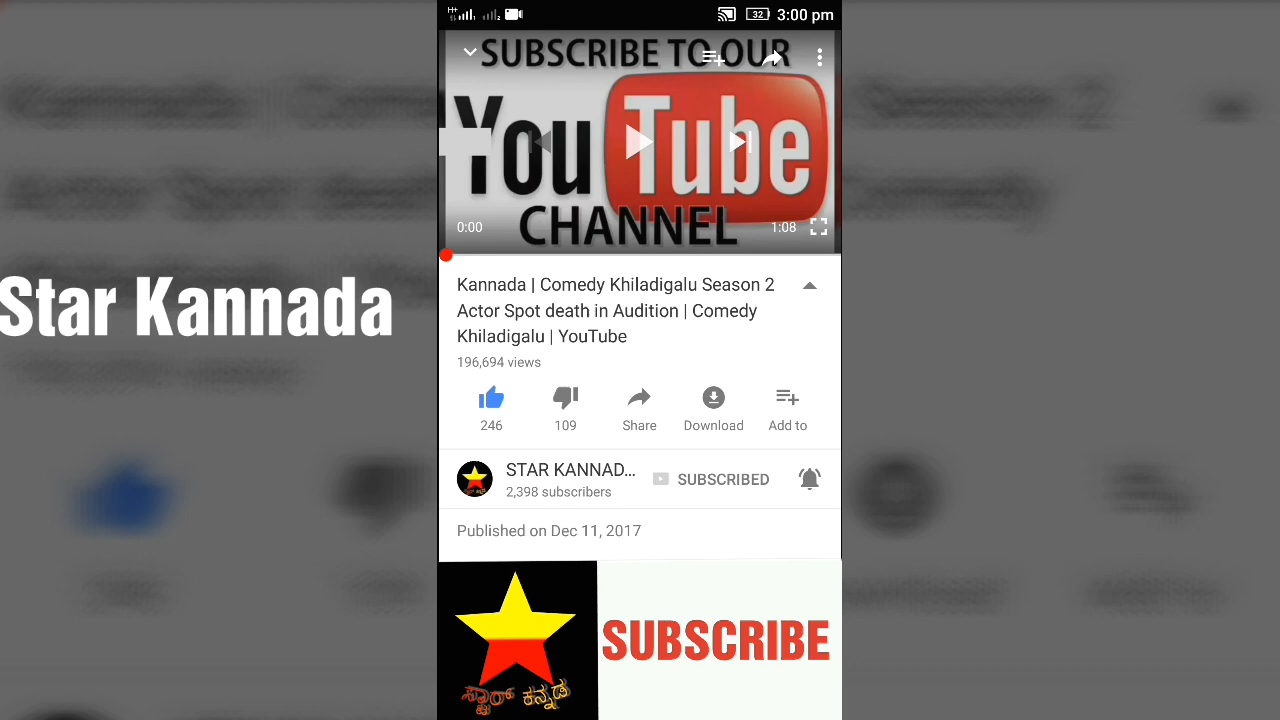 H+
2
32
3:00 pm
SUBSCRIBE TO OUR
YouTube
CHANNEL
0:00
1:08
Kannada | Comedy Khiladigalu Season 2
Actor Spot death in Audition | Comedy
Khiladigalu | YouTube
196,694 views
246
109
Share
Download
Add to
STAR KANNAD...
2,398 subscribers
SUBSCRIBED
Published on Dec 11, 2017
Star Kannada
ಸ್ಟಾರ್ ಕನ್ನಡ
SUBSCRIBE